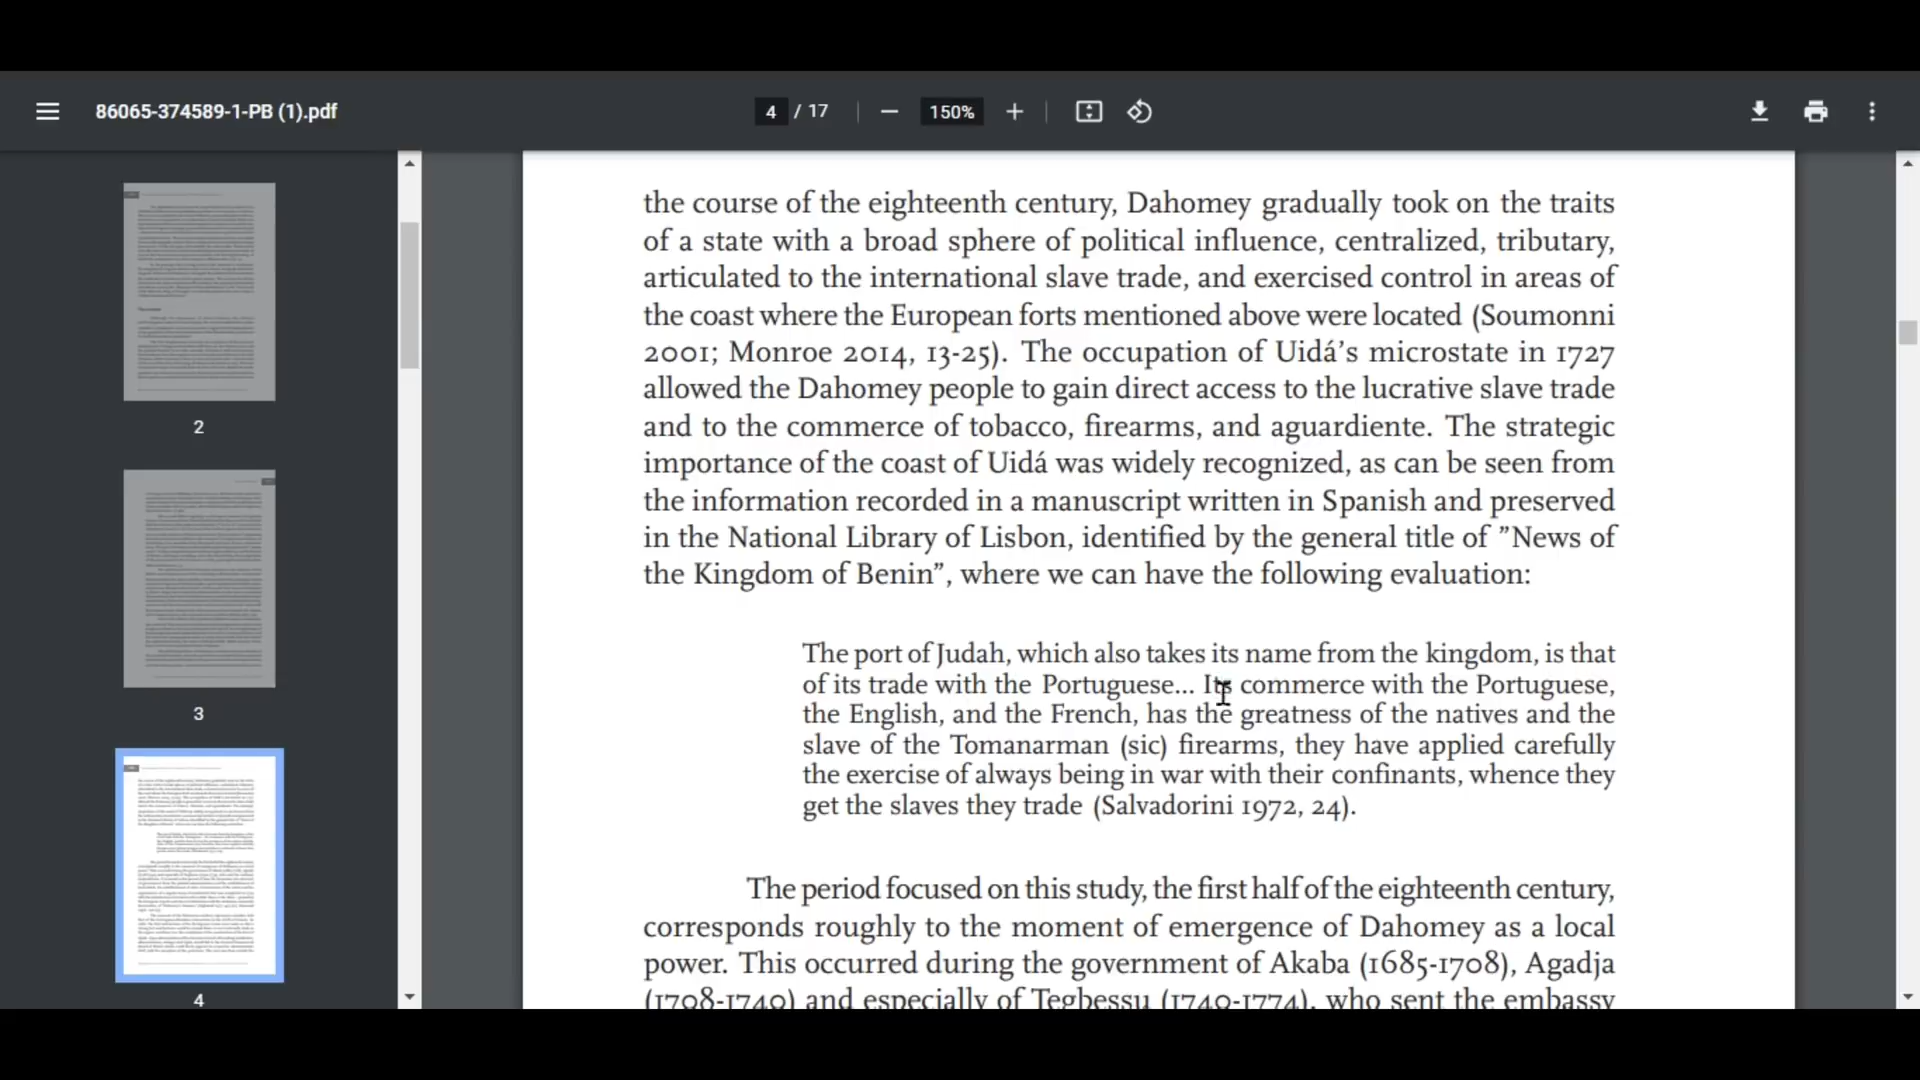 86065-374589-1-PB (1).pdf
4 / 17
150%
2
3
4
the course of the eighteenth century, Dahomey gradually took on the traits
of a state with a broad sphere of political influence, centralized, tributary,
articulated to the international slave trade, and exercised control in areas of
the coast where the European forts mentioned above were located (Soumonni
2001; Monroe 2014, 13-25). The occupation of Uidá’s microstate in 1727
allowed the Dahomey people to gain direct access to the lucrative slave trade
and to the commerce of tobacco, firearms, and aguardiente. The strategic
importance of the coast of Uidá was widely recognized, as can be seen from
the information recorded in a manuscript written in Spanish and preserved
in the National Library of Lisbon, identified by the general title of ”News of
the Kingdom of Benin”, where we can have the following evaluation:
The port of Judah, which also takes its name from the kingdom, is that
of its trade with the Portuguese... Its commerce with the Portuguese,
the English, and the French, has the greatness of the natives and the
slave of the Tomanarman (sic) firearms, they have applied carefully
the exercise of always being in war with their confinants, whence they
get the slaves they trade (Salvadorini 1972, 24).
The period focused on this study, the first half of the eighteenth century,
corresponds roughly to the moment of emergence of Dahomey as a local
power. This occurred during the government of Akaba (1685-1708), Agadja
(1708-1740) and especially of Tegbessu (1740-1774), who sent the embassy